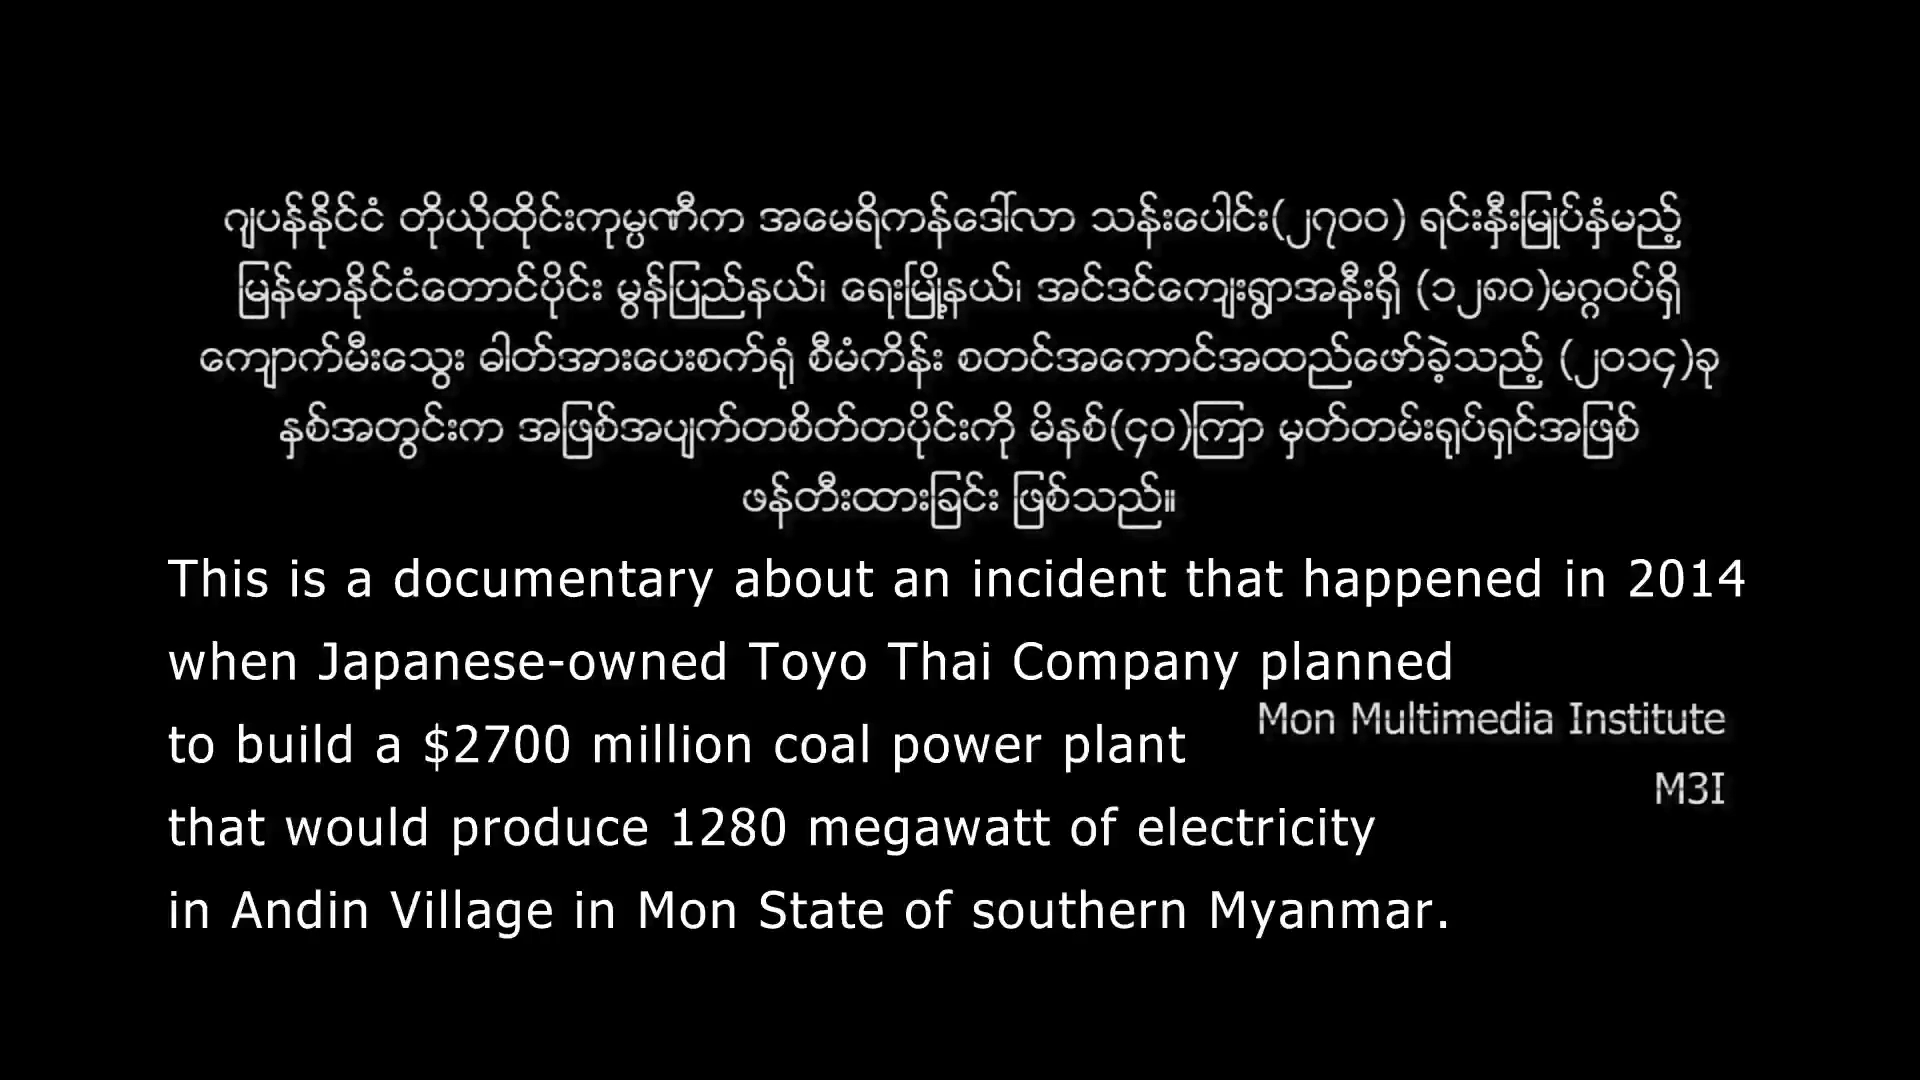 ဂျပန်နိုင်ငံ တိုယိုထိုင်းကုမ္ပဏီက အမေရိကန်ဒေါ်လာ သန်းပေါင်း(၂၇၀၀) ရင်းနှီးမြှုပ်နှံမည့်
မြန်မာနိုင်ငံတောင်ပိုင်း မွန်ပြည်နယ်၊ ရေးမြို့နယ်၊ အင်ဒင်ကျေးရွာအနီးရှိ (၁၂၈၀)မဂ္ဂဝပ်ရှိ
ကျောက်မီးသွေး ဓါတ်အားပေးစက်ရုံ စီမံကိန်း စတင်အကောင်အထည်ဖော်ခဲ့သည့် (၂၀၁၄)ခု
နှစ်အတွင်းက အဖြစ်အပျက်တစိတ်တပိုင်းကို မိနစ်(၄၀)ကြာ မှတ်တမ်းရုပ်ရှင်အဖြစ်
ဖန်တီးထားခြင်း ဖြစ်သည်။
This is a documentary about an incident that happened in 2014
when Japanese-owned Toyo Thai Company planned
to build a $2700 million coal power plant
Mon Multimedia Institute
M3I
that would produce 1280 megawatt of electricity
in Andin Village in Mon State of southern Myanmar.